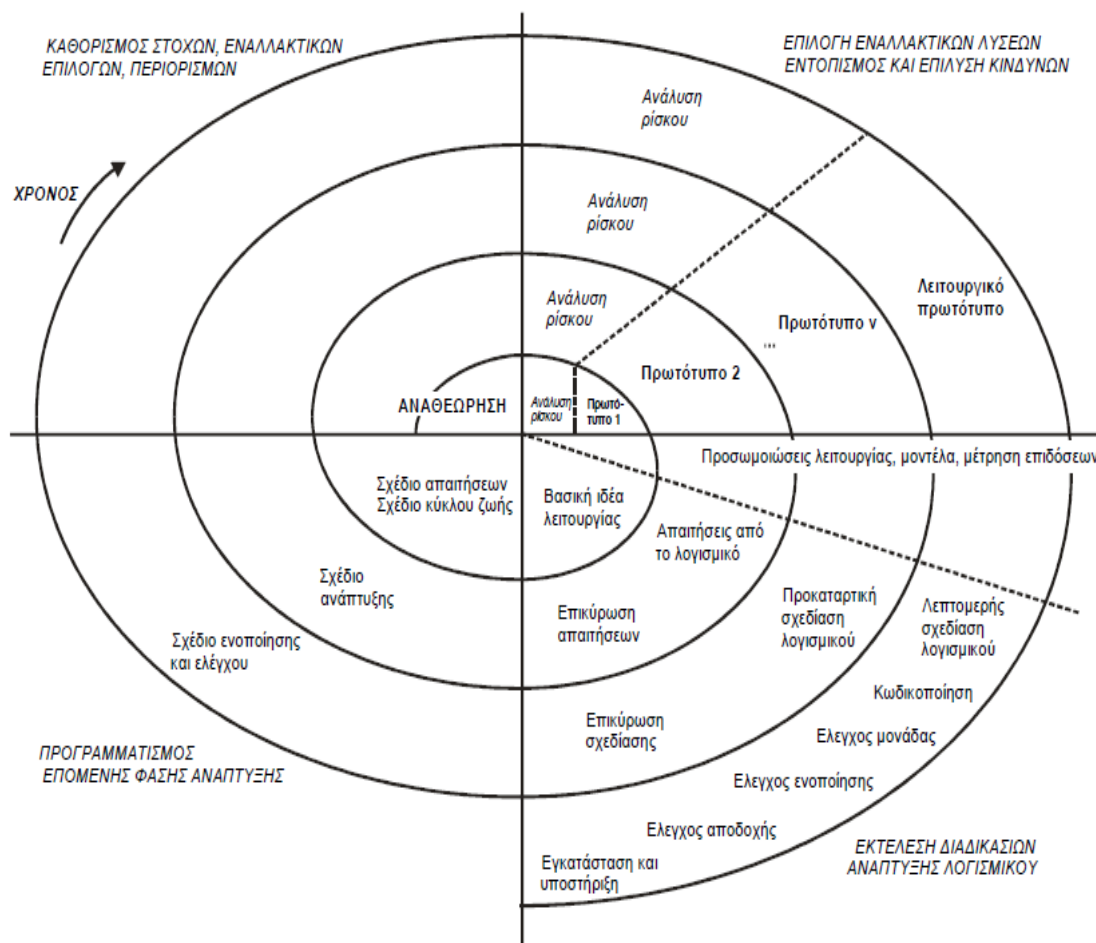 ΚΑΘΟΡΙΣΜΟΣ ΣΤΟΧΩΝ, ΕΝΑΛΛΑΚΤΙΚΩΝ
ΕΠΙΛΟΓΩΝ, ΠΕΡΙΟΡΙΣΜΩΝ
ΕΠΙΛΟΓΗ ΕΝΑΛΛΑΚΤΙΚΩΝ ΛΥΣΕΩΝ
ΕΝΤΟΠΙΣΜΟΣ ΚΑΙ ΕΠΙΛΥΣΗ ΚΙΝΔΥΝΩΝ
ΧΡΟΝΟΣ
Ανάλυση
ρίσκου
Ανάλυση
ρίσκου
Ανάλυση
ρίσκου
Λειτουργικό
πρωτότυπο
Πρωτότυπο ν
...
Πρωτότυπο 2
ΑΝΑΘΕΩΡΗΣΗ
Ανάλυση
ρίσκου
Πρωτό-
τυπο 1
Προσωμοιώσεις λειτουργίας, μοντέλα, μέτρηση επιδόσεων
Σχέδιο απαιτήσεων
Σχέδιο κύκλου ζωής
Βασική ιδέα
λειτουργίας
Απαιτήσεις από
το λογισμικό
Σχέδιο
ανάπτυξης
Επικύρωση
απαιτήσεων
Προκαταρτική
σχεδίαση
λογισμικού
Λεπτομερής
σχεδίαση
λογισμικού
Σχέδιο ενοποίησης
και ελέγχου
Κωδικοποίηση
Επικύρωση
σχεδίασης
Ελεγχος μονάδας
Ελεγχος ενοποίησης
Ελεγχος αποδοχής
Εγκατάσταση και
υποστήριξη
ΠΡΟΓΡΑΜΜΑΤΙΣΜΟΣ
ΕΠΟΜΕΝΗΣ ΦΑΣΗΣ ΑΝΑΠΤΥΞΗΣ
ΕΚΤΕΛΕΣΗ ΔΙΑΔΙΚΑΣΙΩΝ
ΑΝΑΠΤΥΞΗΣ ΛΟΓΙΣΜΙΚΟΥ